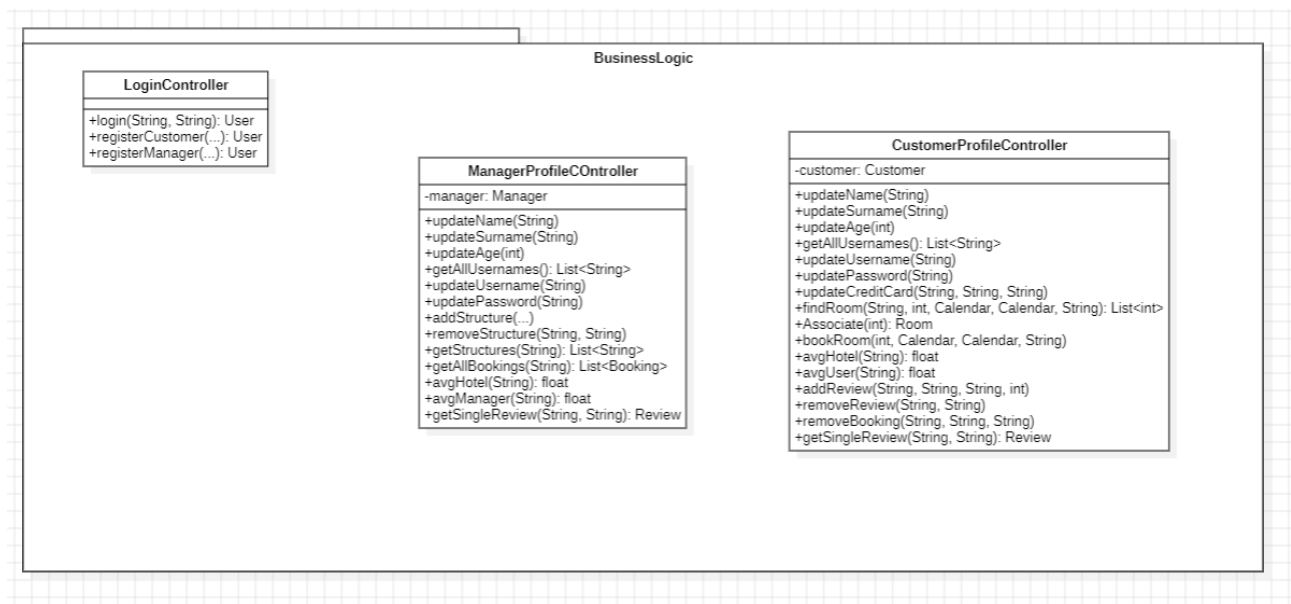 BusinessLogic
LoginController
+login(String, String): User
+registerCustomer(...): User
+registerManager(...): User
ManagerProfileCOntroller
-manager: Manager
+updateName(String)
+updateSurname(String)
+updateAge(int)
+getAllUsernames(): List<String>
+updateUsername(String)
+updatePassword(String)
+addStructure(...)
+removeStructure(String, String)
+getStructures(String): List<String>
+getAllBookings(String): List<Booking>
+avgHotel(String): float
+avgManager(String): float
+getSingleReview(String, String): Review
CustomerProfileController
-customer: Customer
+updateName(String)
+updateSurname(String)
+updateAge(int)
+getAllUsernames(): List<String>
+updateUsername(String)
+updatePassword(String)
+updateCreditCard(String, String, String)
+findRoom(String, int, Calendar, Calendar, String): List<int>
+Associate(int): Room
+bookRoom(int, Calendar, Calendar, String)
+avgHotel(String): float
+avgUser(String): float
+addReview(String, String, String, int)
+removeReview(String, String)
+removeBooking(String, String, String)
+getSingleReview(String, String): Review